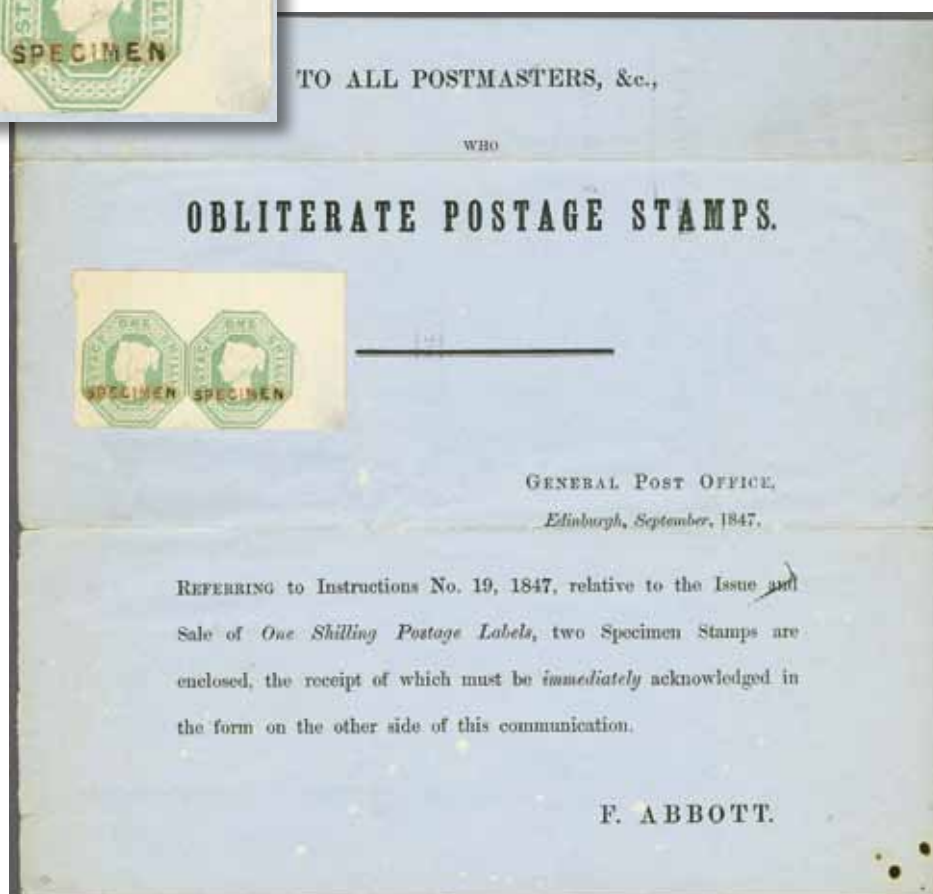 SPECIMEN
TO ALL POSTMASTERS, &c.,
WHO
OBLITERATE POSTAGE STAMPS.
POSTAGE ONE SHILLING
SPECIMEN SPECIMEN
GENERAL POST OFFICE,
Edinburgh, September, 1847.
REFERRING to Instructions No. 19, 1847, relative to the Issue and
Sale of One Shilling Postage Labels, two Specimen Stamps are
enclosed, the receipt of which must be immediately acknowledged in
the form on the other side of this communication.
F. ABBOTT.